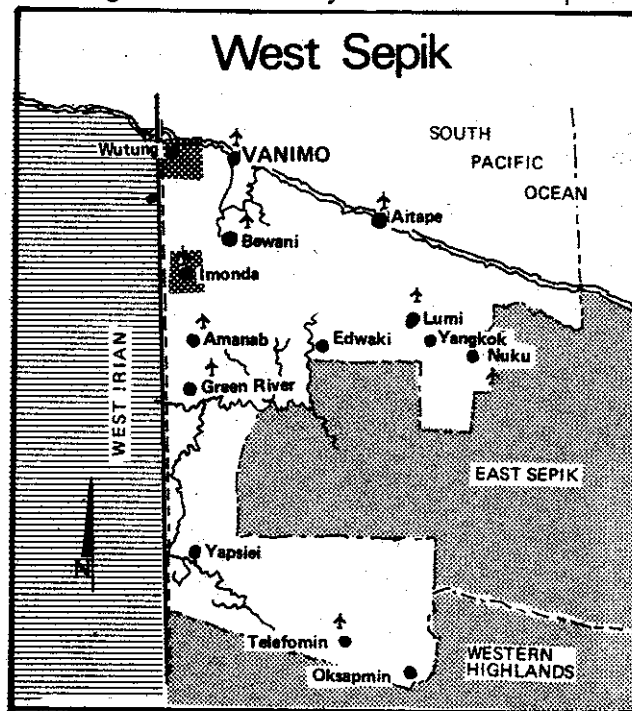 West Sepik
SOUTH
PACIFIC
OCEAN
Wutung
VANIMO
Aitape
Bewani
Imonda
Lumi
Amanab
Edwaki
Yangkok
Nuku
Green River
WEST IRIAN
EAST SEPIK
N
Yapsiei
Telefomin
Oksapmin
WESTERN
HIGHLANDS